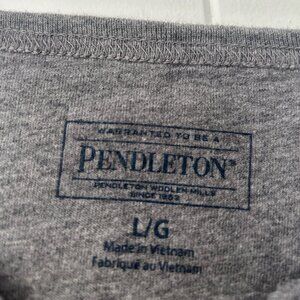 WARRANTED TO BE A
PENDLETON®
PENDLETON WOOLEN MILLS
SINCE 1863
L/G
Made in Vietnam
Fabriqué au Vietnam